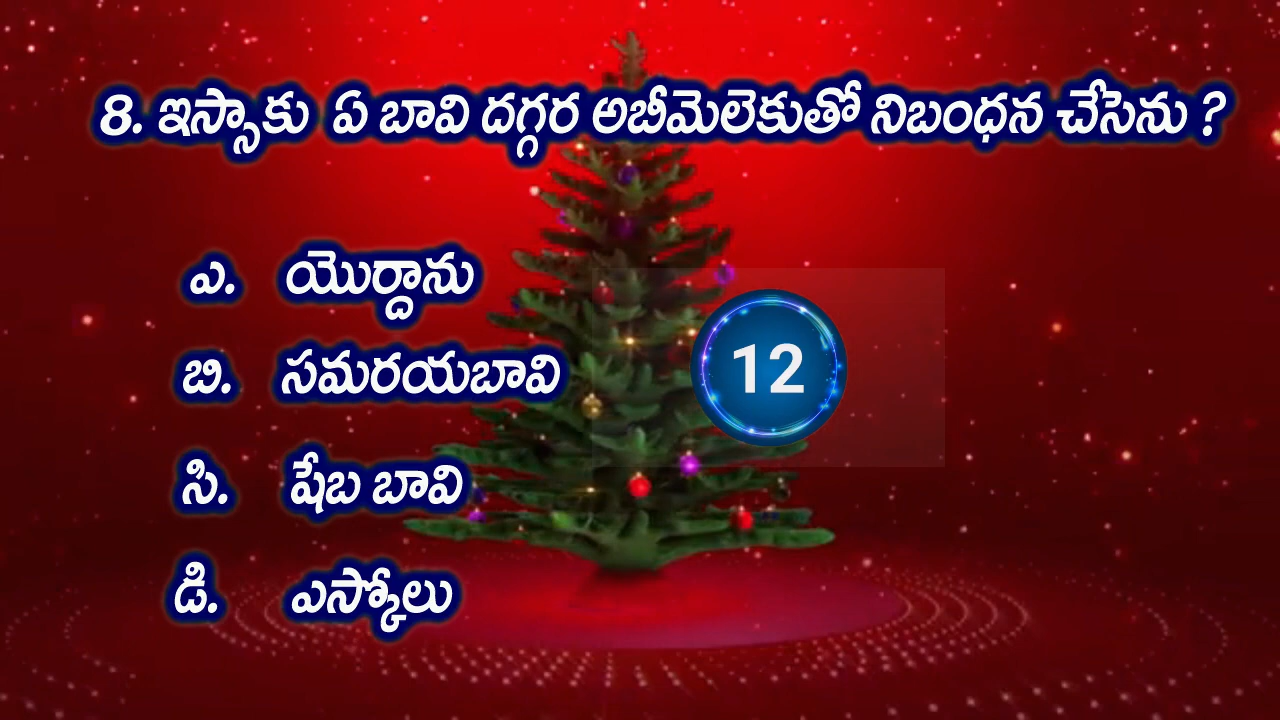 8. ఇస్సాకు ఏ బావి దగ్గర అబీమెలెకుతో నిబంధన చేసెను ?
ఎ. యొర్దాను
బి. సమరయబావి
12
సి. షేబ బావి
డి. ఎస్కోలు